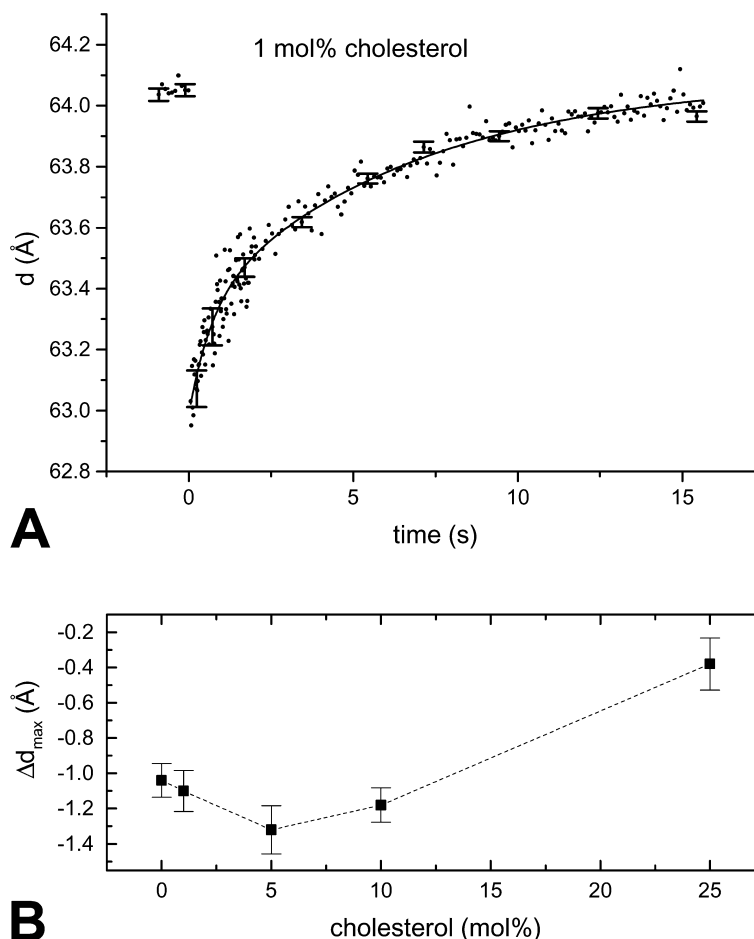 1 mol% cholesterol
64.2
64.0
63.8
63.6
63.4
63.2
63.0
62.8
d (Å)
0 5 10 15
time (s)
A
-0.2
-0.4
-0.6
-0.8
-1.0
-1.2
-1.4
Δdmax (Å)
0 5 10 15 20 25
cholesterol (mol%)
B